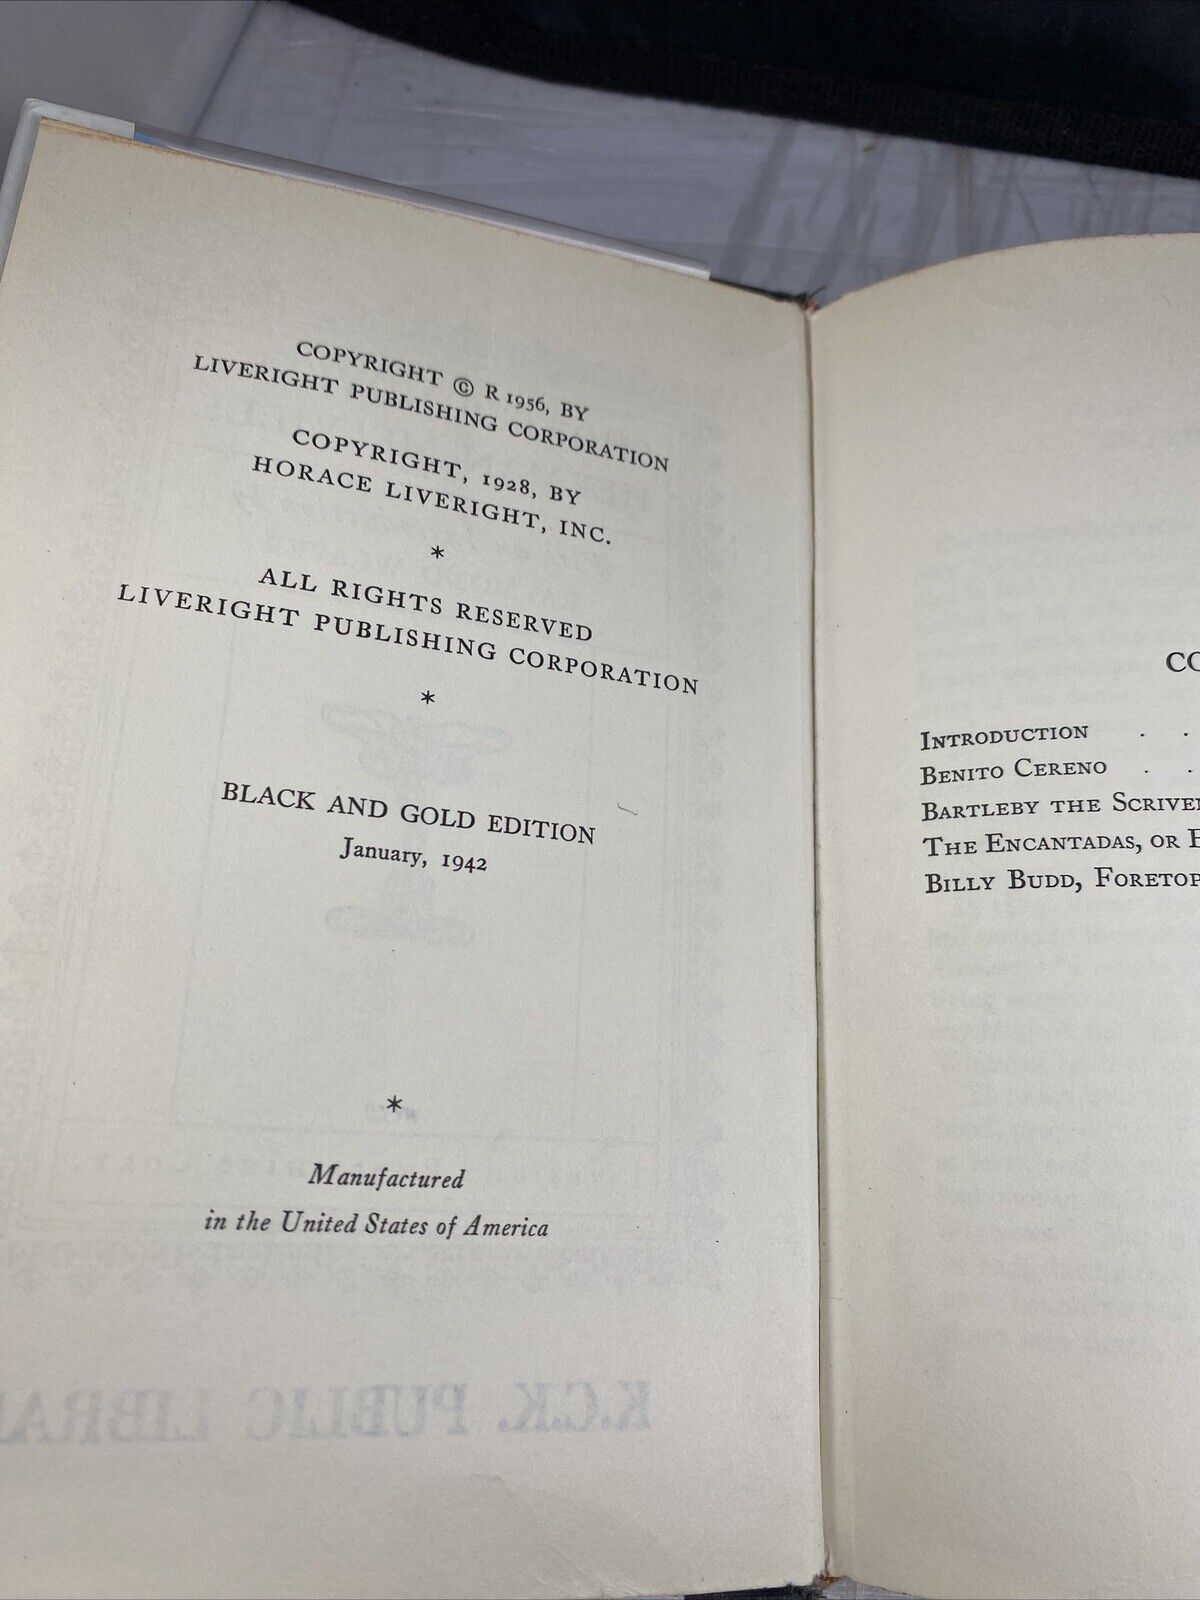 COPYRIGHT © R 1956, BY
LIVERIGHT PUBLISHING CORPORATION
COPYRIGHT, 1928, BY
HORACE LIVERIGHT, INC.
*
ALL RIGHTS RESERVED
LIVERIGHT PUBLISHING CORPORATION
*
BLACK AND GOLD EDITION
January, 1942
*
Manufactured
in the United States of America
K.C.K. PUBLIC LIBRA
CO
INTRODUCTION . .
BENITO CERENO . .
BARTLEBY THE SCRIVEN
THE ENCANTADAS, OR E
BILLY BUDD, FORETOP